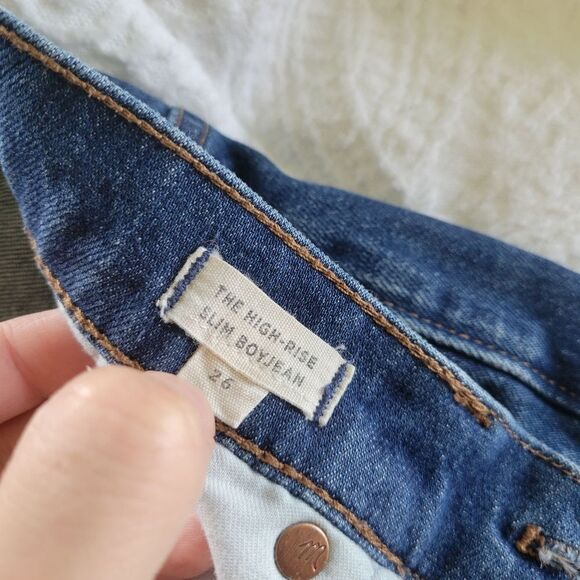 THE HIGH-RISE
SLIM BOYJEAN
26
m